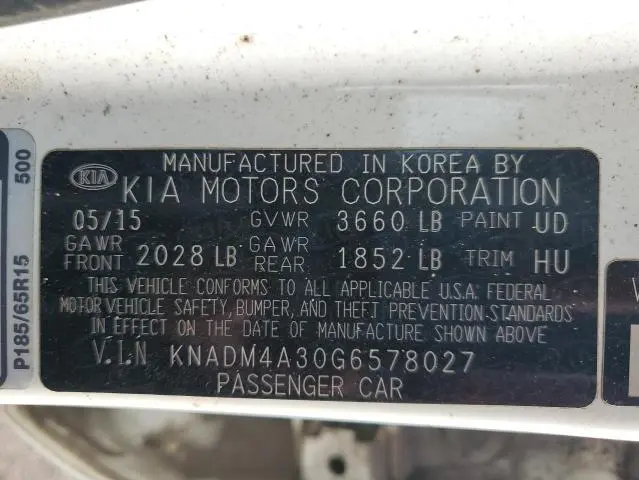 MANUFACTURED IN KOREA BY
KIA KIA MOTORS CORPORATION
05/15 GVWR 3660 LB PAINT UD
GAWR FRONT 2028 LB GAWR REAR 1852 LB TRIM HU
THIS VEHICLE CONFORMS TO ALL APPLICABLE U.S.A. FEDERAL
MOTOR VEHICLE SAFETY, BUMPER, AND THEFT PREVENTION STANDARDS
IN EFFECT ON THE DATE OF MANUFACTURE SHOWN ABOVE
V.I.N KNADM4A30G6578027
PASSENGER CAR
P185/65R15 500